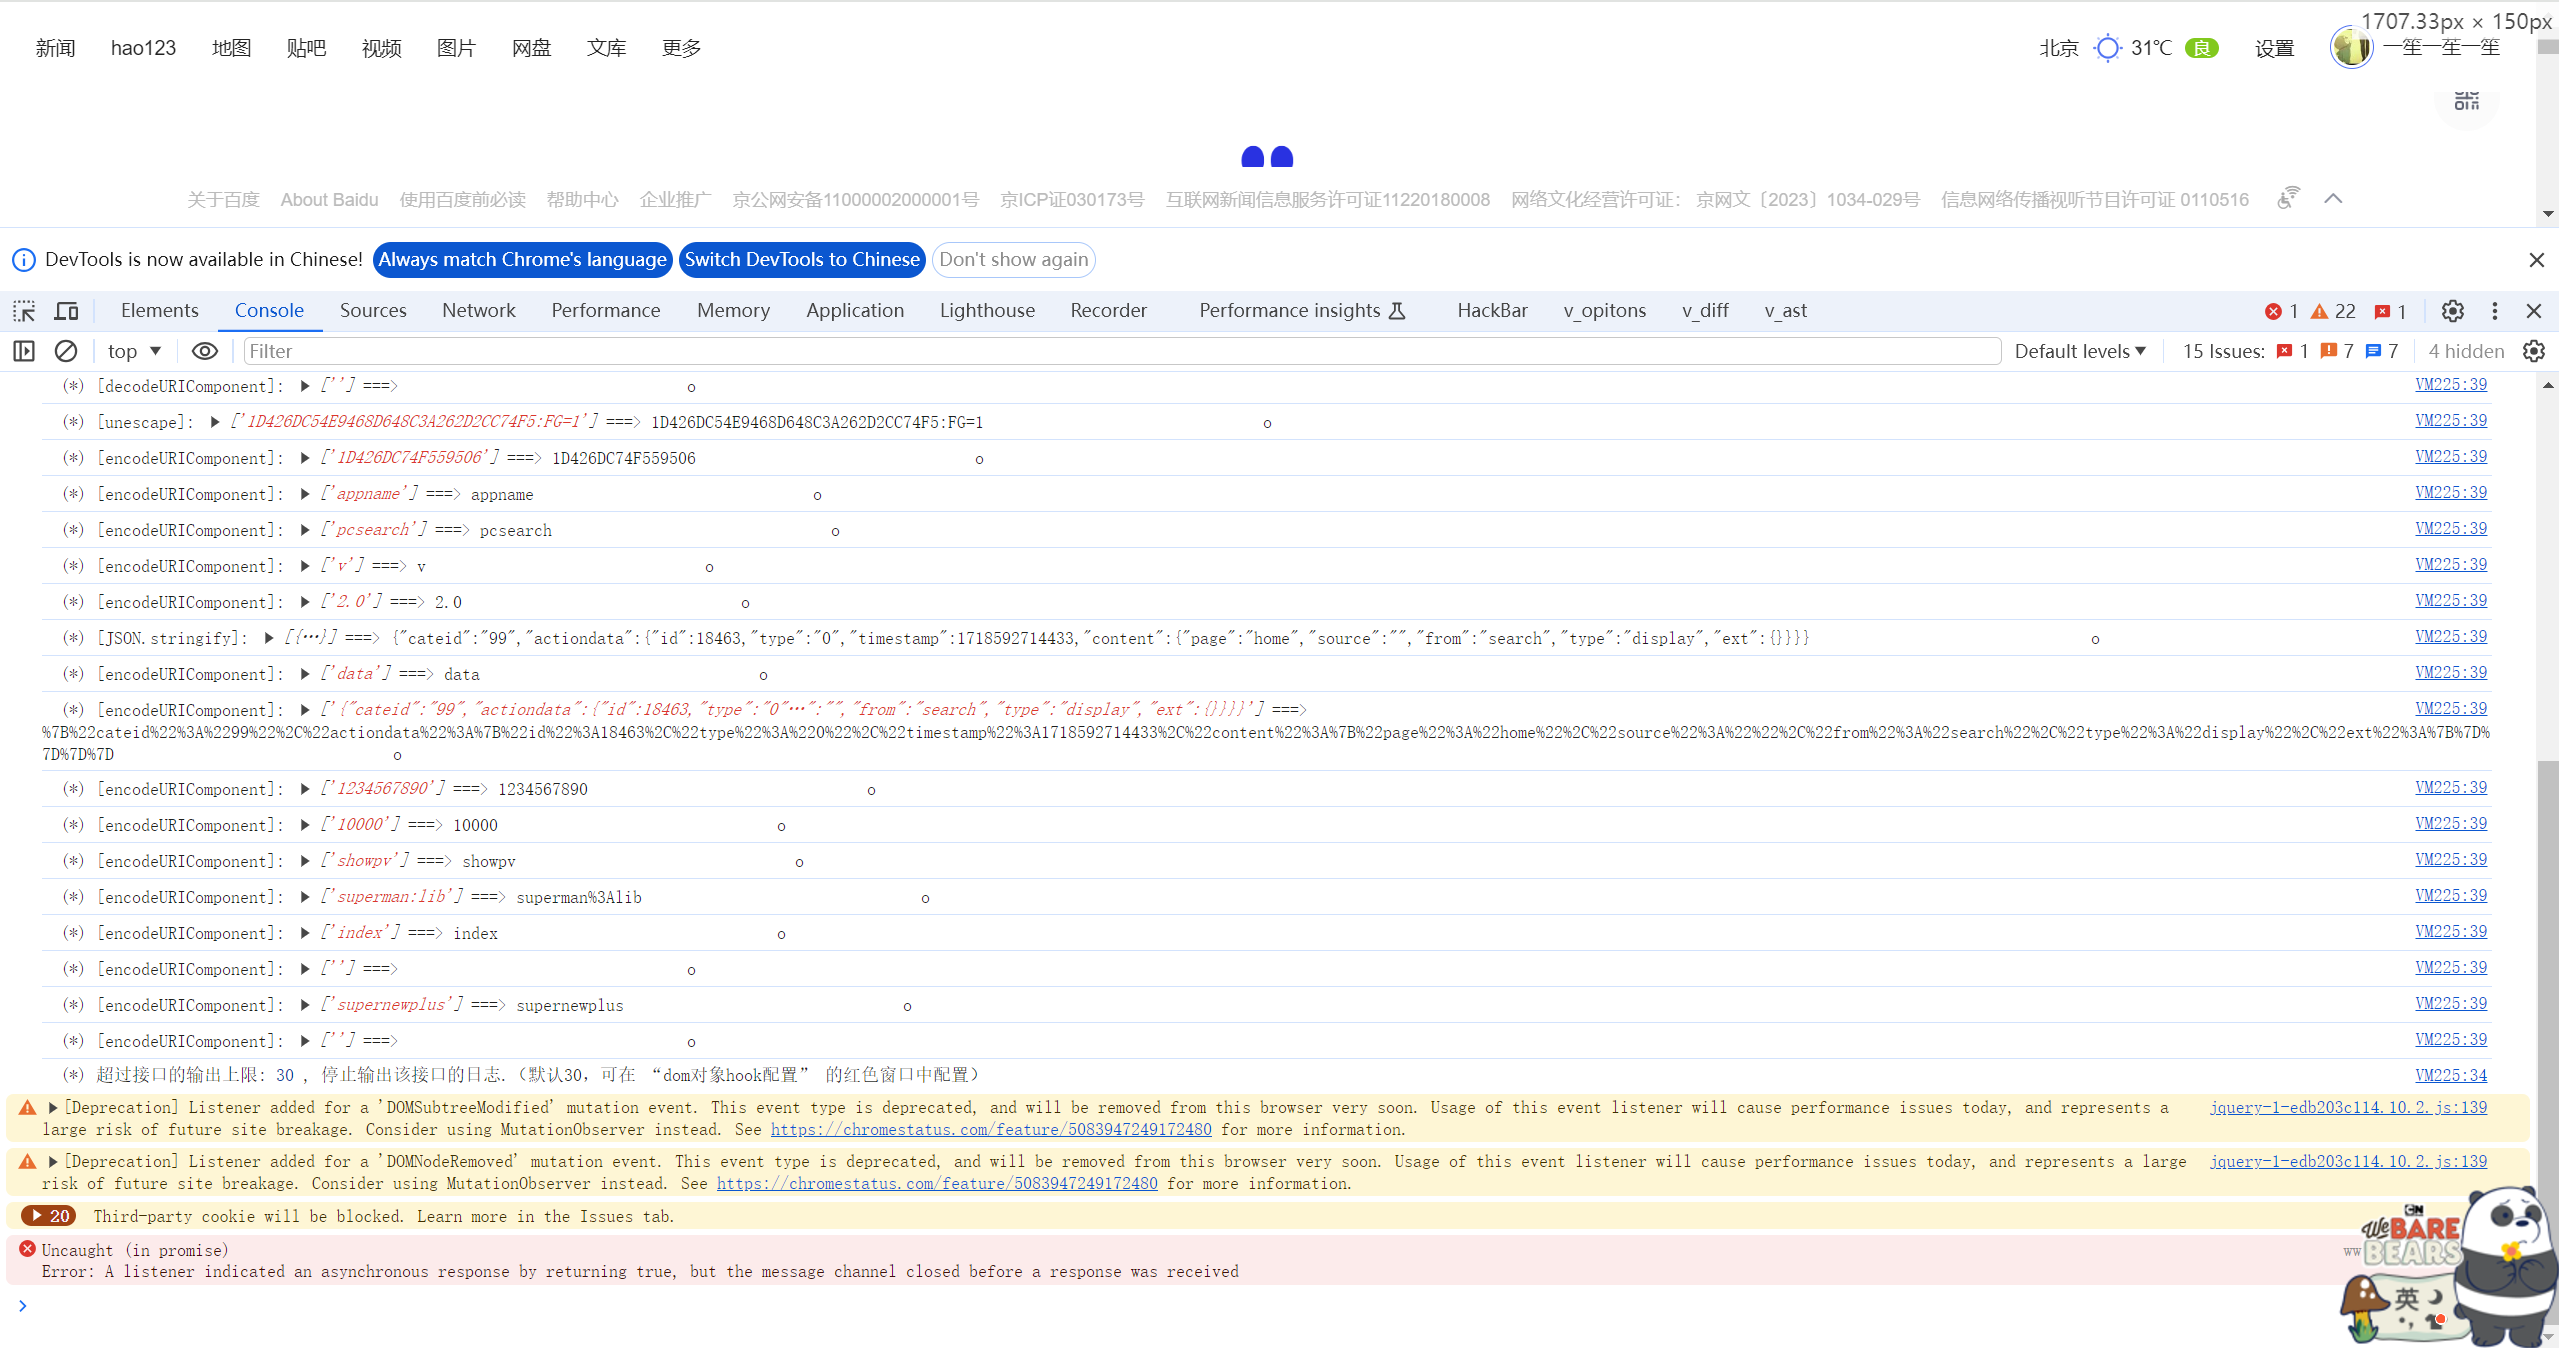 1707.33px × 150px
新闻 hao123 地图 贴吧 视频 图片 网盘 文库 更多 北京 31℃ 良 设置 一笙一笙一笙
关于百度 About Baidu 使用百度前必读 帮助中心 企业推广 京公网安备11000002000001号 京ICP证030173号 互联网新闻信息服务许可证11220180008 网络文化经营许可证： 京网文〔2023〕1034-029号 信息网络传播视听节目许可证 0110516
DevTools is now available in Chinese! Always match Chrome's language Switch DevTools to Chinese Don't show again
Elements Console Sources Network Performance Memory Application Lighthouse Recorder Performance insights HackBar v_opitons v_diff v_ast 1 22 1
top Filter Default levels 15 Issues: 1 7 7 4 hidden
(*) [decodeURIComponent]: [''] ===> o VM225:39
(*) [unescape]: ['1D426DC54E9468D648C3A262D2CC74F5:FG=1'] ===> 1D426DC54E9468D648C3A262D2CC74F5:FG=1 o VM225:39
(*) [encodeURIComponent]: ['1D426DC74F559506'] ===> 1D426DC74F559506 o VM225:39
(*) [encodeURIComponent]: ['appname'] ===> appname o VM225:39
(*) [encodeURIComponent]: ['pcsearch'] ===> pcsearch o VM225:39
(*) [encodeURIComponent]: ['v'] ===> v o VM225:39
(*) [encodeURIComponent]: ['2.0'] ===> 2.0 o VM225:39
(*) [JSON.stringify]: [{…}] ===> {"cateid":"99","actiondata":{"id":18463,"type":"0","timestamp":1718592714433,"content":{"page":"home","source":"","from":"search","type":"display","ext":{}}}} o VM225:39
(*) [encodeURIComponent]: ['data'] ===> data o VM225:39
(*) [encodeURIComponent]: ['{"cateid":"99","actiondata":{"id":18463,"type":"0"…":"","from":"search","type":"display","ext":{}}}}'] ===> VM225:39
%7B%22cateid%22%3A%2299%22%2C%22actiondata%22%3A%7B%22id%22%3A18463%2C%22type%22%3A%220%22%2C%22timestamp%22%3A1718592714433%2C%22content%22%3A%7B%22page%22%3A%22home%22%2C%22source%22%3A%22%22%2C%22from%22%3A%22search%22%2C%22type%22%3A%22display%22%2C%22ext%22%3A%7B%7D%
7D%7D%7D o
(*) [encodeURIComponent]: ['1234567890'] ===> 1234567890 o VM225:39
(*) [encodeURIComponent]: ['10000'] ===> 10000 o VM225:39
(*) [encodeURIComponent]: ['showpv'] ===> showpv o VM225:39
(*) [encodeURIComponent]: ['superman:lib'] ===> superman%3Alib o VM225:39
(*) [encodeURIComponent]: ['index'] ===> index o VM225:39
(*) [encodeURIComponent]: [''] ===> o VM225:39
(*) [encodeURIComponent]: ['supernewplus'] ===> supernewplus o VM225:39
(*) [encodeURIComponent]: [''] ===> o VM225:39
(*) 超过接口的输出上限: 30 , 停止输出该接口的日志.（默认30，可在 “dom对象hook配置” 的红色窗口中配置） VM225:34
[Deprecation] Listener added for a 'DOMSubtreeModified' mutation event. This event type is deprecated, and will be removed from this browser very soon. Usage of this event listener will cause performance issues today, and represents a jquery-1-edb203c114.10.2.js:139
large risk of future site breakage. Consider using MutationObserver instead. See https://chromestatus.com/feature/5083947249172480 for more information.
[Deprecation] Listener added for a 'DOMNodeRemoved' mutation event. This event type is deprecated, and will be removed from this browser very soon. Usage of this event listener will cause performance issues today, and represents a large jquery-1-edb203c114.10.2.js:139
risk of future site breakage. Consider using MutationObserver instead. See https://chromestatus.com/feature/5083947249172480 for more information.
20 Third-party cookie will be blocked. Learn more in the Issues tab.
Uncaught (in promise)
Error: A listener indicated an asynchronous response by returning true, but the message channel closed before a response was received
CN
We BARE
BEARS
英